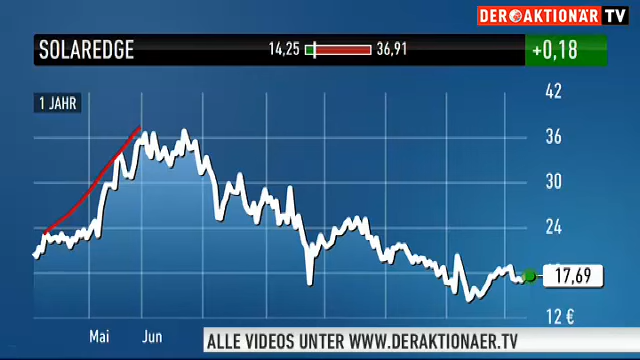 DER AKTIONÄR TV
SOLAREDGE 14,25 36,91 +0,18
1 JAHR
42
36
30
24
17,69
12 €
Mai Jun
ALLE VIDEOS UNTER WWW.DERAKTIONAER.TV